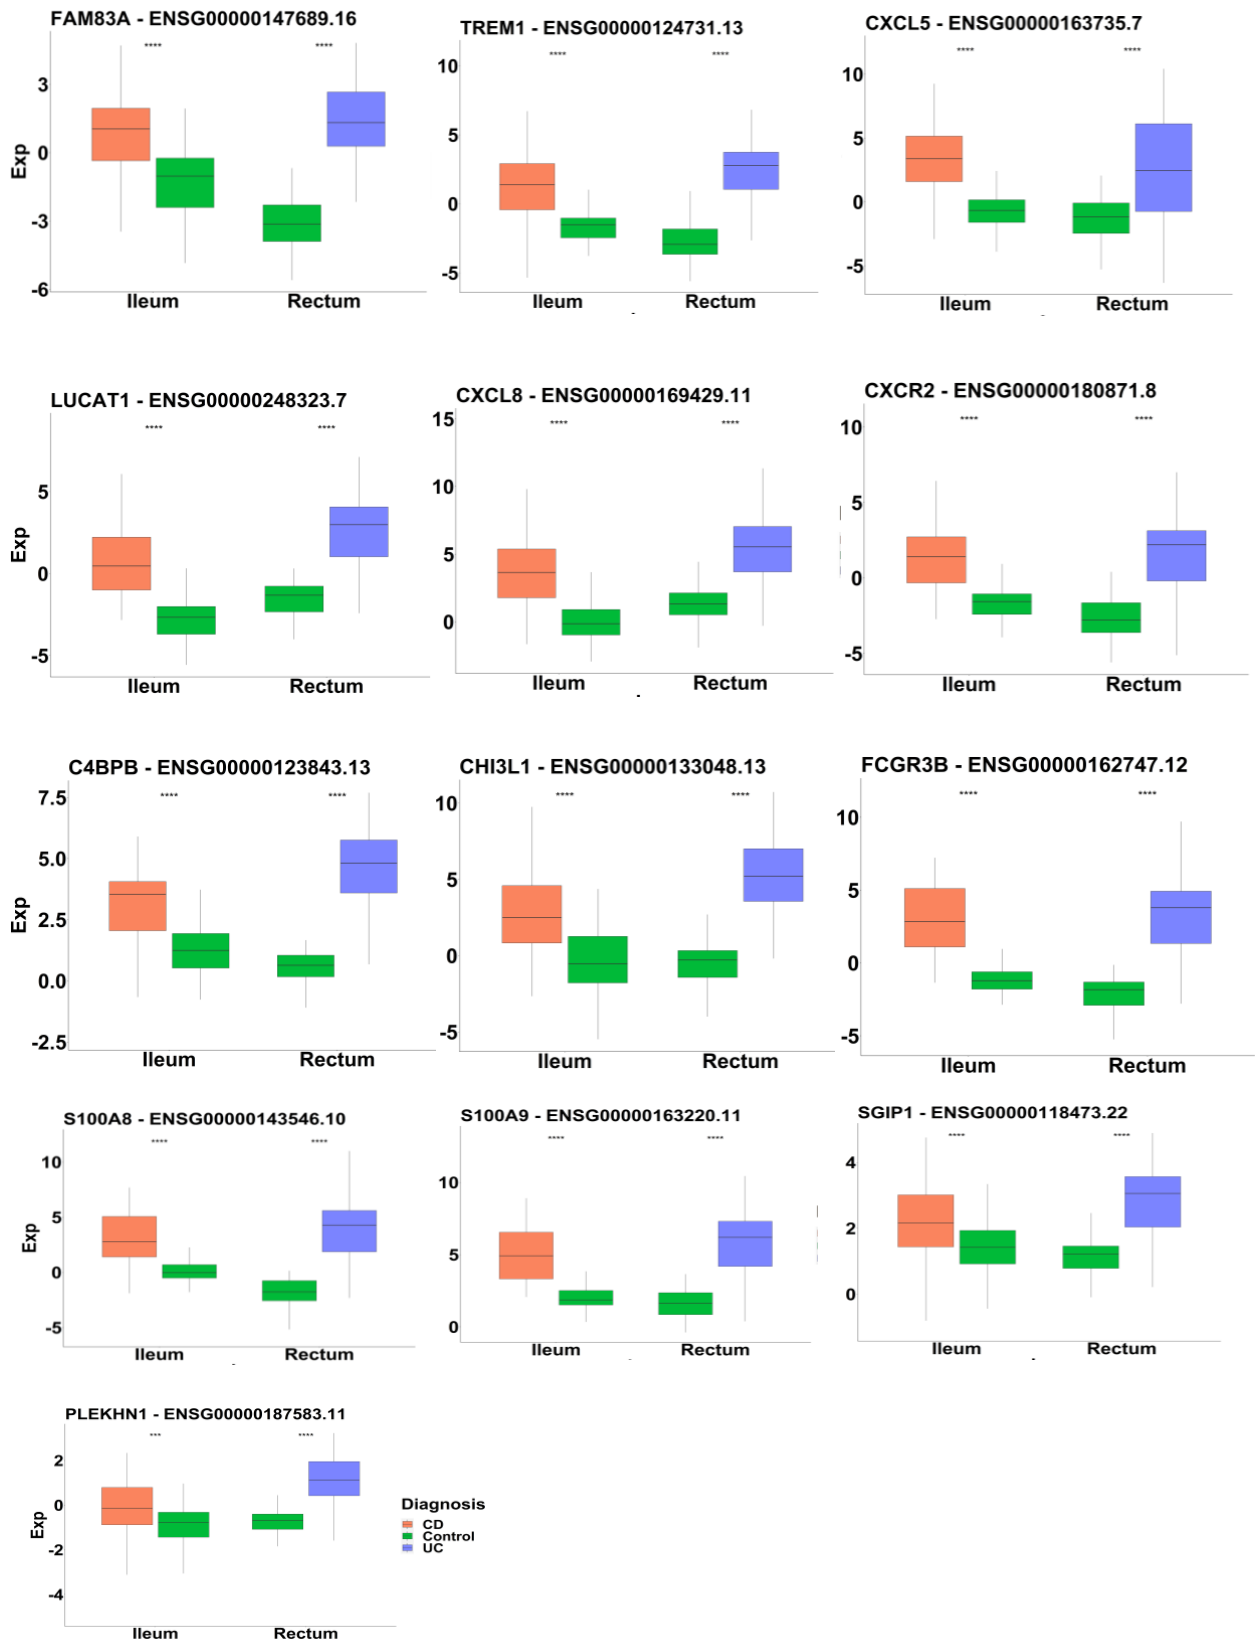 FAM83A - ENSG00000147689.16
****
****
3
0
-3
-6
Exp
Ileum
Rectum
TREM1 - ENSG00000124731.13
****
****
10
5
0
-5
Ileum
Rectum
CXCL5 - ENSG00000163735.7
****
****
10
5
0
-5
Ileum
Rectum
LUCAT1 - ENSG00000248323.7
****
****
5
0
-5
Exp
Ileum
Rectum
CXCL8 - ENSG00000169429.11
****
****
15
10
5
0
Ileum
Rectum
CXCR2 - ENSG00000180871.8
****
****
10
5
0
-5
Ileum
Rectum
C4BPB - ENSG00000123843.13
****
****
7.5
5.0
2.5
0.0
-2.5
Exp
Ileum
Rectum
CHI3L1 - ENSG00000133048.13
****
****
10
5
0
-5
Ileum
Rectum
FCGR3B - ENSG00000162747.12
****
****
10
5
0
-5
Ileum
Rectum
S100A8 - ENSG00000143546.10
****
****
10
5
0
-5
Exp
Ileum
Rectum
S100A9 - ENSG00000163220.11
****
****
10
5
0
Ileum
Rectum
SGIP1 - ENSG00000118473.22
****
****
4
2
0
Ileum
Rectum
PLEKHN1 - ENSG00000187583.11
***
****
2
0
-2
-4
Exp
Ileum
Rectum
Diagnosis
CD
Control
UC